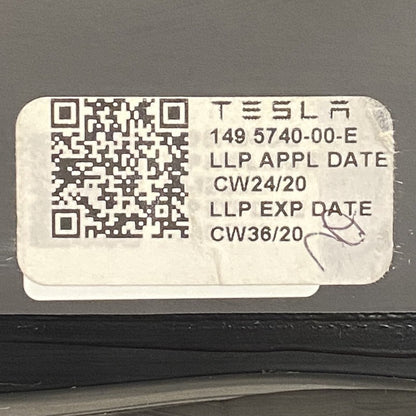 TESLA
149 5740-00-E
LLP APPL DATE
CW24/20
LLP EXP DATE
CW36/20